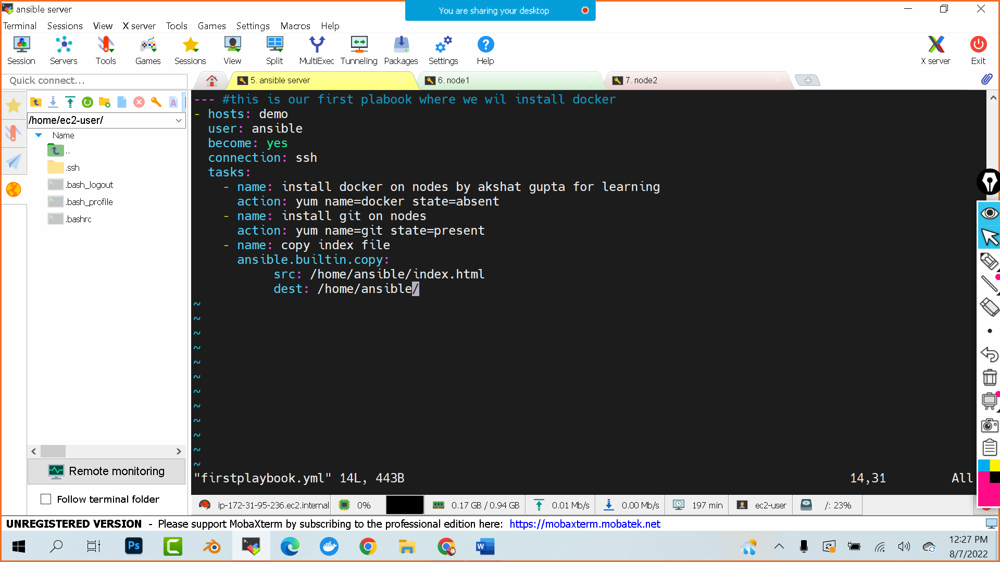 ansible server
You are sharing your desktop
Terminal Sessions View X server Tools Games Settings Macros Help
Session Servers Tools Games Sessions View Split MultiExec Tunneling Packages Settings Help X server Exit
Quick connect...
5. ansible server
6. node1
7. node2
/home/ec2-user/
Name
..
.ssh
.bash_logout
.bash_profile
.bashrc
Remote monitoring
Follow terminal folder
--- #this is our first plabook where we wil install docker
- hosts: demo
  user: ansible
  become: yes
  connection: ssh
  tasks:
    - name: install docker on nodes by akshat gupta for learning
      action: yum name=docker state=absent
    - name: install git on nodes
      action: yum name=git state=present
    - name: copy index file
      ansible.builtin.copy:
           src: /home/ansible/index.html
           dest: /home/ansible/
~
~
~
~
~
~
~
~
~
~
~
~
"firstplaybook.yml" 14L, 443B 14,31 All
ip-172-31-95-236.ec2.internal 0% 0.17 GB / 0.94 GB 0.01 Mb/s 0.00 Mb/s 197 min ec2-user /: 23%
UNREGISTERED VERSION - Please support MobaXterm by subscribing to the professional edition here: https://mobaxterm.mobatek.net
Ps
C
W
12:27 PM
8/7/2022